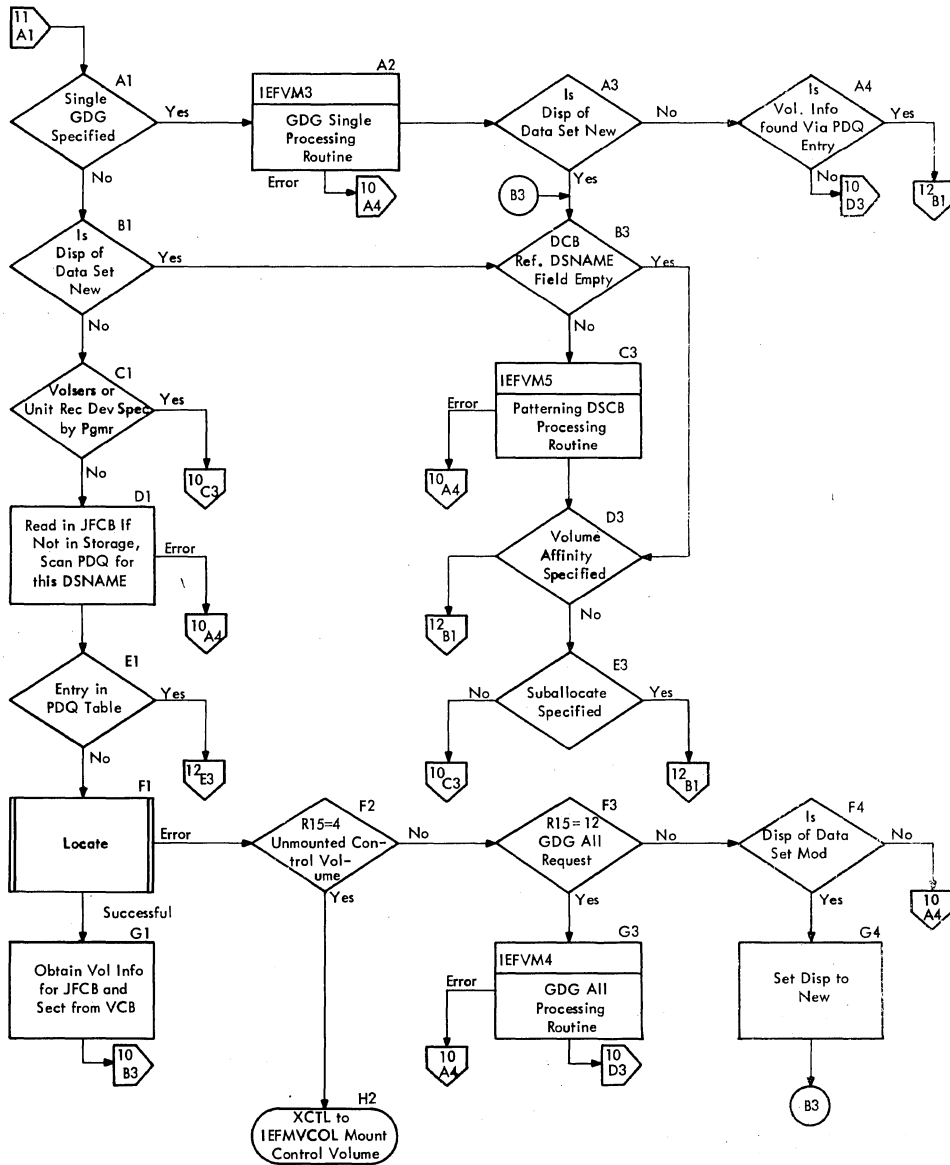 11
A1
A1
Single
GDG
Specified
Yes
No
A2
IEFVM3
GDG Single
Processing
Routine
Error
10
A4
A3
Is
Disp of
Data Set New
No
Yes
A4
Is
Vol. Info
found Via PDQ
Entry
Yes
No
10
D3
12
B1
B1
Is
Disp of
Data Set
New
Yes
No
B3
B3
DCB
Ref. DSNAME
Field Empty
Yes
No
C1
Volsers or
Unit Rec Dev Spec
by Pgmr
Yes
No
10
C3
C3
IEFVM5
Patterning DSCB
Processing
Routine
Error
10
A4
D1
Read in JFCB If
Not in Storage,
Scan PDQ for
this DSNAME
Error
10
A4
D3
Volume
Affinity
Specified
12
B1
No
E1
Entry in
PDQ Table
Yes
No
12
E3
E3
Suballocate
Specified
No
Yes
10
C3
12
B1
F1
Locate
Error
Successful
F2
R15=4
Unmounted Con-
trol Vol-
ume
No
Yes
F3
R15=12
GDG All
Request
No
Yes
F4
Is
Disp of Data
Set Mod
No
Yes
10
A4
G1
Obtain Vol Info
for JFCB and
Sect from VCB
10
B3
G3
IEFVM4
GDG All
Processing
Routine
Error
10
A4
10
D3
G4
Set Disp to
New
B3
H2
XCTL to
IEFMVCOL Mount
Control Volume